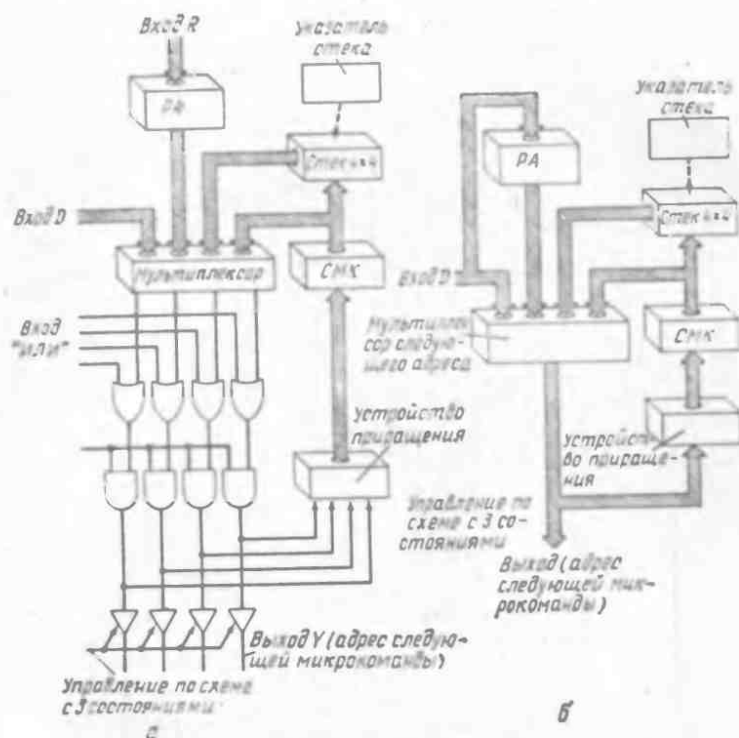 Вход R
Указатель
стека
РА
Стек 4×4
Вход D
Мультиплексор
СМК
Вход
"ИЛИ"
Устройство
приращения
Выход Y (адрес следую-
щей микрокоманды)
Управление по схеме
с 3 состояниями
а
Указатель
стека
РА
Стек 4×4
Вход D
Мультиплек-
сор следую-
щего адреса
СМК
Устройст-
во прираще-
ния
Управление по
схеме с 3 со-
стояниями
Выход (адрес
следующей мик-
рокоманды)
б